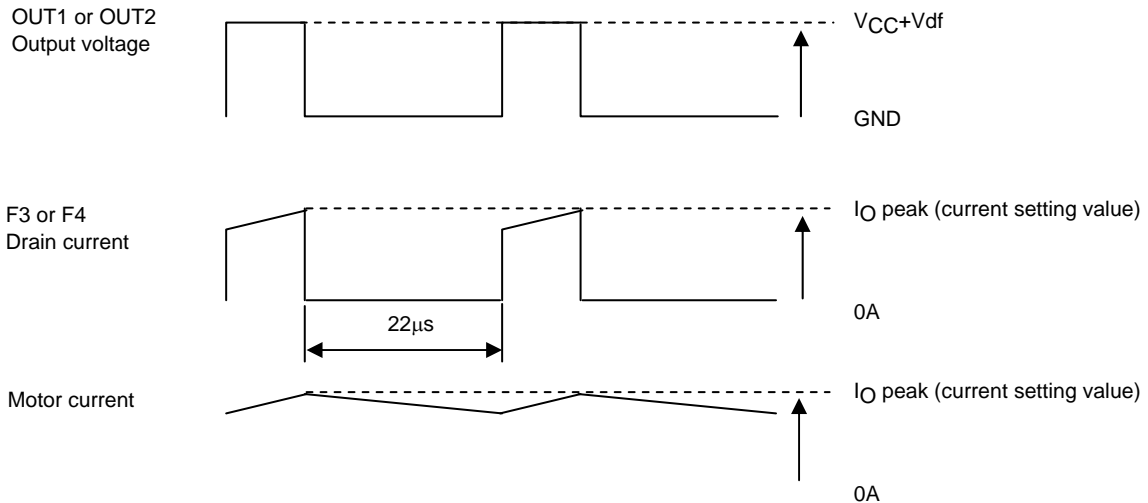 OUT1 or OUT2
Output voltage
VCC+Vdf
GND
F3 or F4
Drain current
IO peak (current setting value)
0A
22μs
Motor current
IO peak (current setting value)
0A